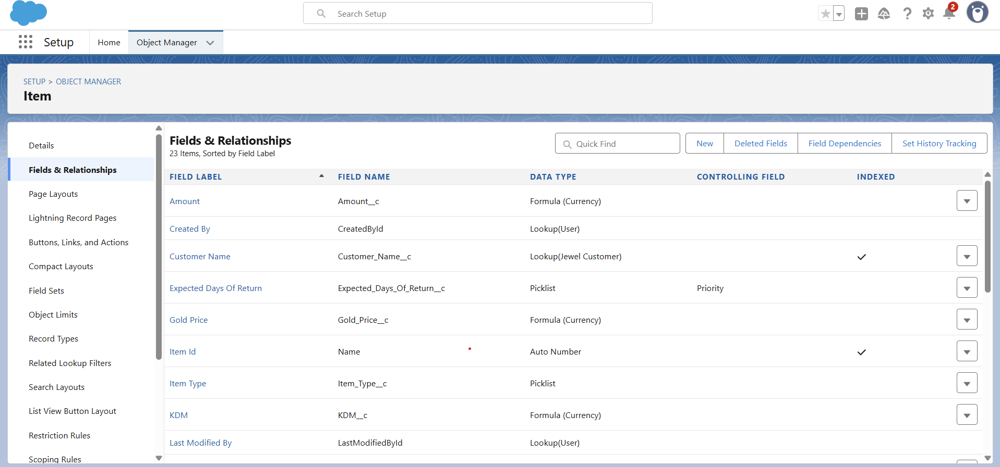 Search Setup
2
Setup
Home
Object Manager
SETUP > OBJECT MANAGER
Item
Details
Fields & Relationships
Page Layouts
Lightning Record Pages
Buttons, Links, and Actions
Compact Layouts
Field Sets
Object Limits
Record Types
Related Lookup Filters
Search Layouts
List View Button Layout
Restriction Rules
Scoping Rules
Fields & Relationships
23 Items, Sorted by Field Label
Quick Find
New Deleted Fields Field Dependencies Set History Tracking
FIELD LABEL FIELD NAME DATA TYPE CONTROLLING FIELD INDEXED
Amount Amount__c Formula (Currency)
Created By CreatedById Lookup(User)
Customer Name Customer_Name__c Lookup(Jewel Customer)
Expected Days Of Return Expected_Days_Of_Return__c Picklist Priority
Gold Price Gold_Price__c Formula (Currency)
Item Id Name Auto Number
Item Type Item_Type__c Picklist
KDM KDM__c Formula (Currency)
Last Modified By LastModifiedById Lookup(User)